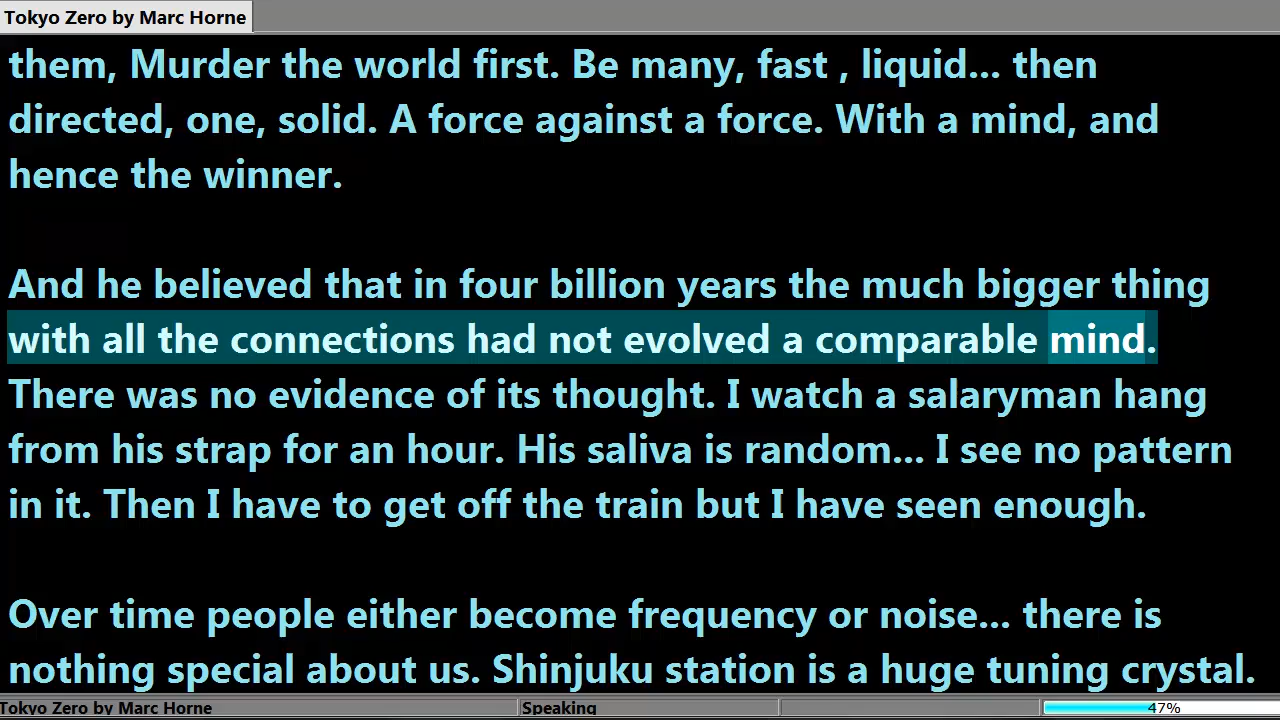 Tokyo Zero by Marc Horne
them, Murder the world first. Be many, fast , liquid... then
directed, one, solid. A force against a force. With a mind, and
hence the winner.
And he believed that in four billion years the much bigger thing
with all the connections had not evolved a comparable mind.
There was no evidence of its thought. I watch a salaryman hang
from his strap for an hour. His saliva is random... I see no pattern
in it. Then I have to get off the train but I have seen enough.
Over time people either become frequency or noise... there is
nothing special about us. Shinjuku station is a huge tuning crystal.
Tokyo Zero by Marc Horne Speaking 47%